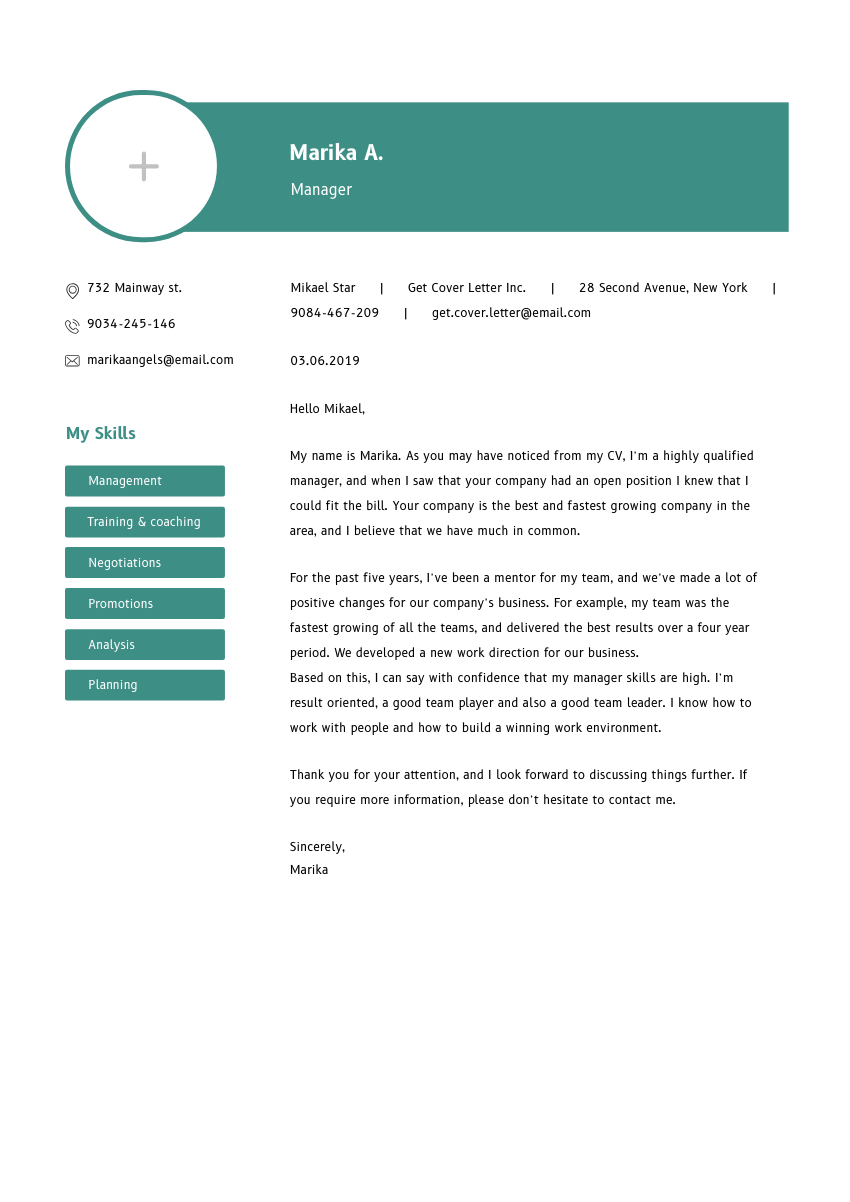 Marika A.
Manager
732 Mainway st.
9034-245-146
marikaangels@email.com
My Skills
Management
Training & coaching
Negotiations
Promotions
Analysis
Planning
Mikael Star | Get Cover Letter Inc. | 28 Second Avenue, New York |
9084-467-209 | get.cover.letter@email.com
03.06.2019
Hello Mikael,
My name is Marika. As you may have noticed from my CV, I'm a highly qualified
manager, and when I saw that your company had an open position I knew that I
could fit the bill. Your company is the best and fastest growing company in the
area, and I believe that we have much in common.
For the past five years, I've been a mentor for my team, and we've made a lot of
positive changes for our company's business. For example, my team was the
fastest growing of all the teams, and delivered the best results over a four year
period. We developed a new work direction for our business.
Based on this, I can say with confidence that my manager skills are high. I'm
result oriented, a good team player and also a good team leader. I know how to
work with people and how to build a winning work environment.
Thank you for your attention, and I look forward to discussing things further. If
you require more information, please don't hesitate to contact me.
Sincerely,
Marika